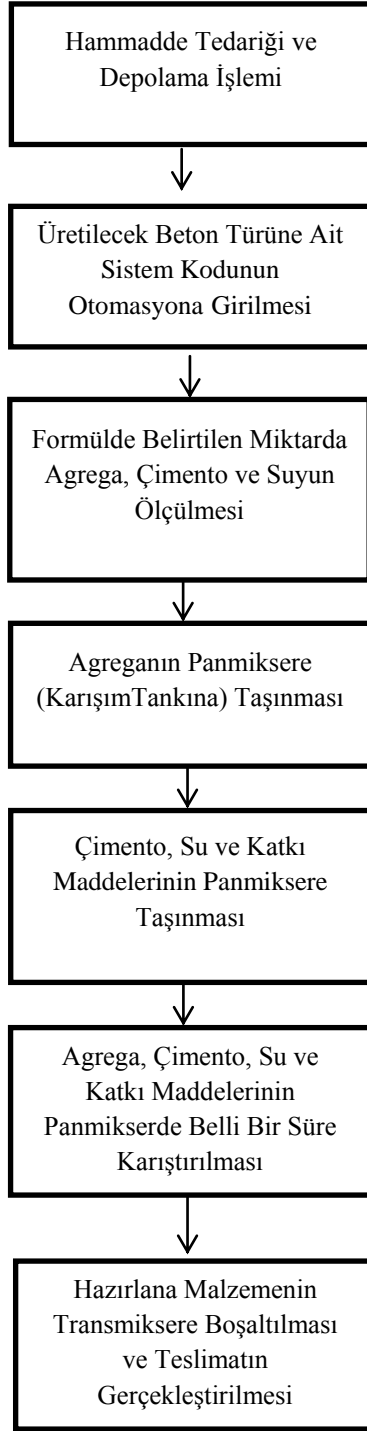 Hammadde Tedariği ve
Depolama İşlemi
Üretilecek Beton Türüne Ait
Sistem Kodunun
Otomasyona Girilmesi
Formülde Belirtilen Miktarda
Agrega, Çimento ve Suyun
Ölçülmesi
Agreganın Panmiksere
(KarışımTankına) Taşınması
Çimento, Su ve Katkı
Maddelerinin Panmiksere
Taşınması
Agrega, Çimento, Su ve
Katkı Maddelerinin
Panmikserde Belli Bir Süre
Karıştırılması
Hazırlana Malzemenin
Transmiksere Boşaltılması
ve Teslimatın
Gerçekleştirilmesi